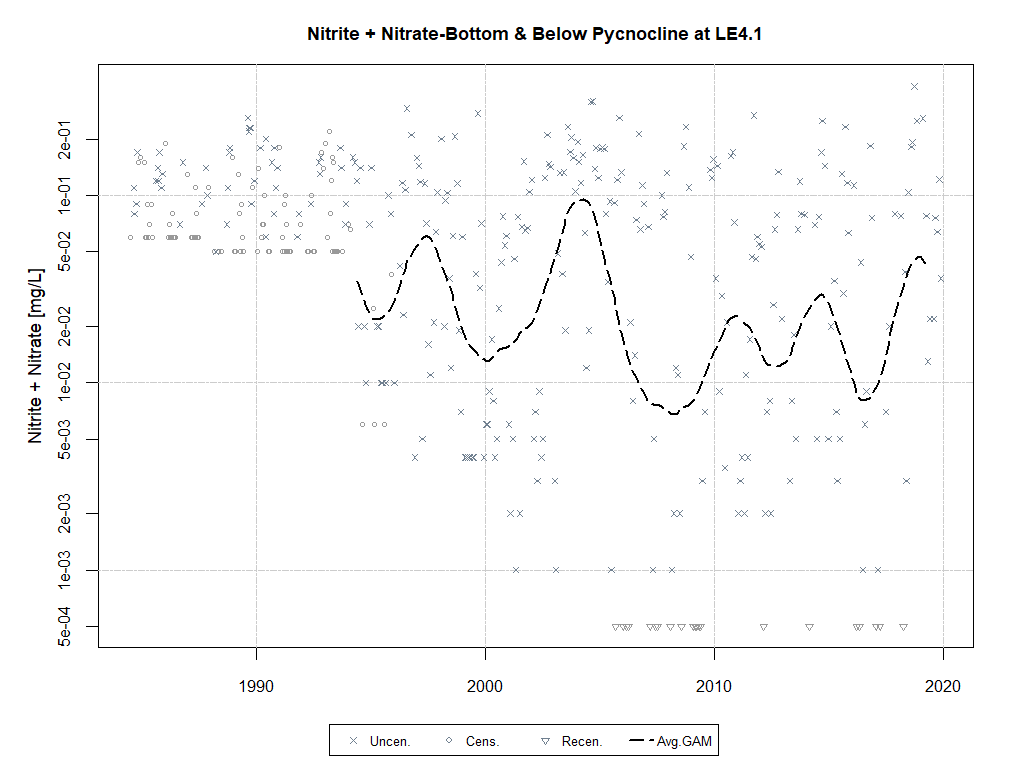 Nitrite + Nitrate-Bottom & Below Pycnocline at LE4.1
Nitrite + Nitrate [mg/L]
2e-01
1e-01
5e-02
2e-02
1e-02
5e-03
2e-03
1e-03
5e-04
1990 2000 2010 2020
Uncen. Cens. Recen. Avg.GAM